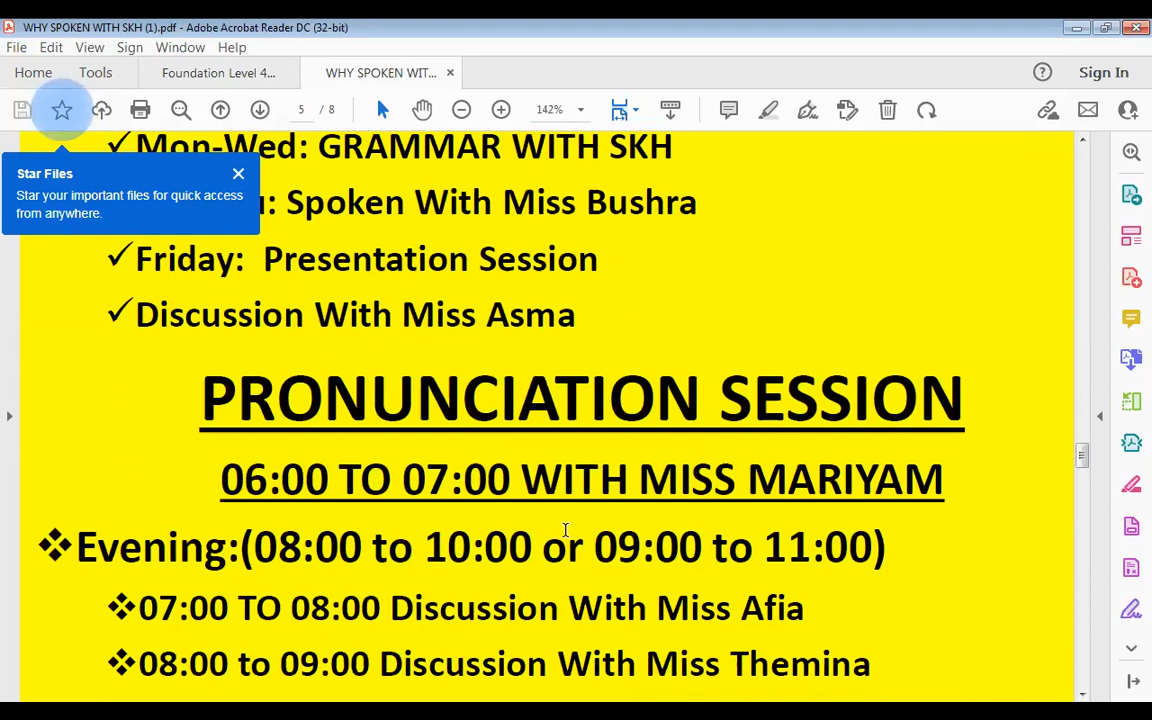 WHY SPOKEN WITH SKH (1).pdf - Adobe Acrobat Reader DC (32-bit)
File Edit View Sign Window Help
Home Tools Foundation Level 4... WHY SPOKEN WIT... Sign In
5 / 8 142%
Mon-Wed: GRAMMAR WITH SKH
Star Files
Star your important files for quick access
from anywhere.
: Spoken With Miss Bushra
Friday: Presentation Session
Discussion With Miss Asma
PRONUNCIATION SESSION
06:00 TO 07:00 WITH MISS MARIYAM
Evening:(08:00 to 10:00 or 09:00 to 11:00)
07:00 TO 08:00 Discussion With Miss Afia
08:00 to 09:00 Discussion With Miss Themina